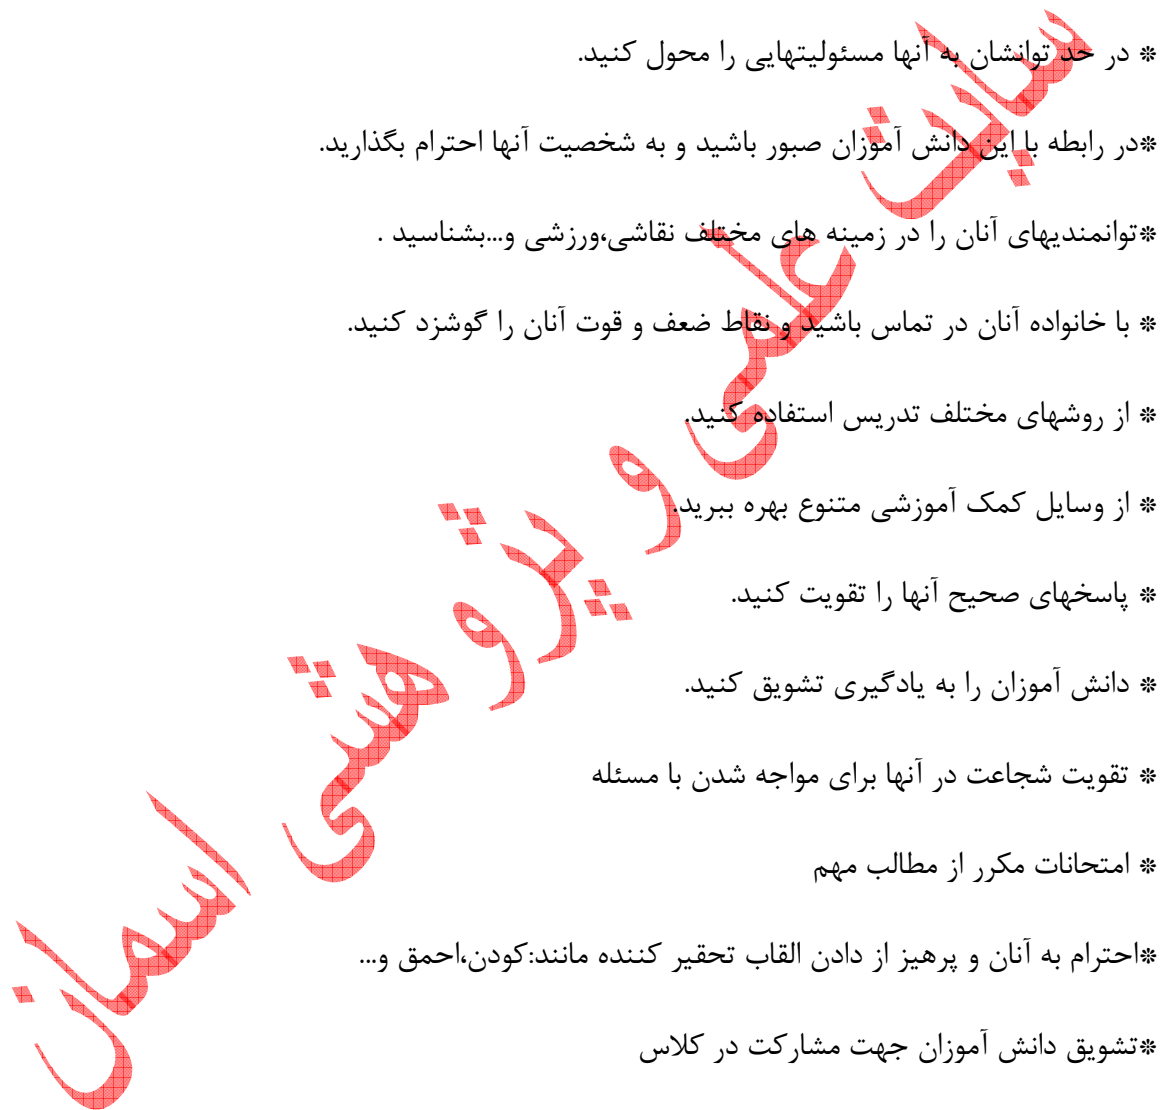 ❊ در حد توانشان به آنها مسئولیتهایی را محول کنید.
❊در رابطه با این دانش آموزان صبور باشید و به شخصیت آنها احترام بگذارید.
❊توانمندیهای آنان را در زمینه های مختلف نقاشی،ورزشی و...بشناسید .
❊ با خانواده آنان در تماس باشید و نقاط ضعف و قوت آنان را گوشزد کنید.
❊ از روشهای مختلف تدریس استفاده کنید.
❊ از وسایل کمک آموزشی متنوع بهره ببرید.
❊ پاسخهای صحیح آنها را تقویت کنید.
❊ دانش آموزان را به یادگیری تشویق کنید.
❊ تقویت شجاعت در آنها برای مواجه شدن با مسئله
❊ امتحانات مکرر از مطالب مهم
❊احترام به آنان و پرهیز از دادن القاب تحقیر کننده مانند:کودن،احمق و...
❊تشویق دانش آموزان جهت مشارکت در کلاس
سایت علمی و پژوهشی اسمان